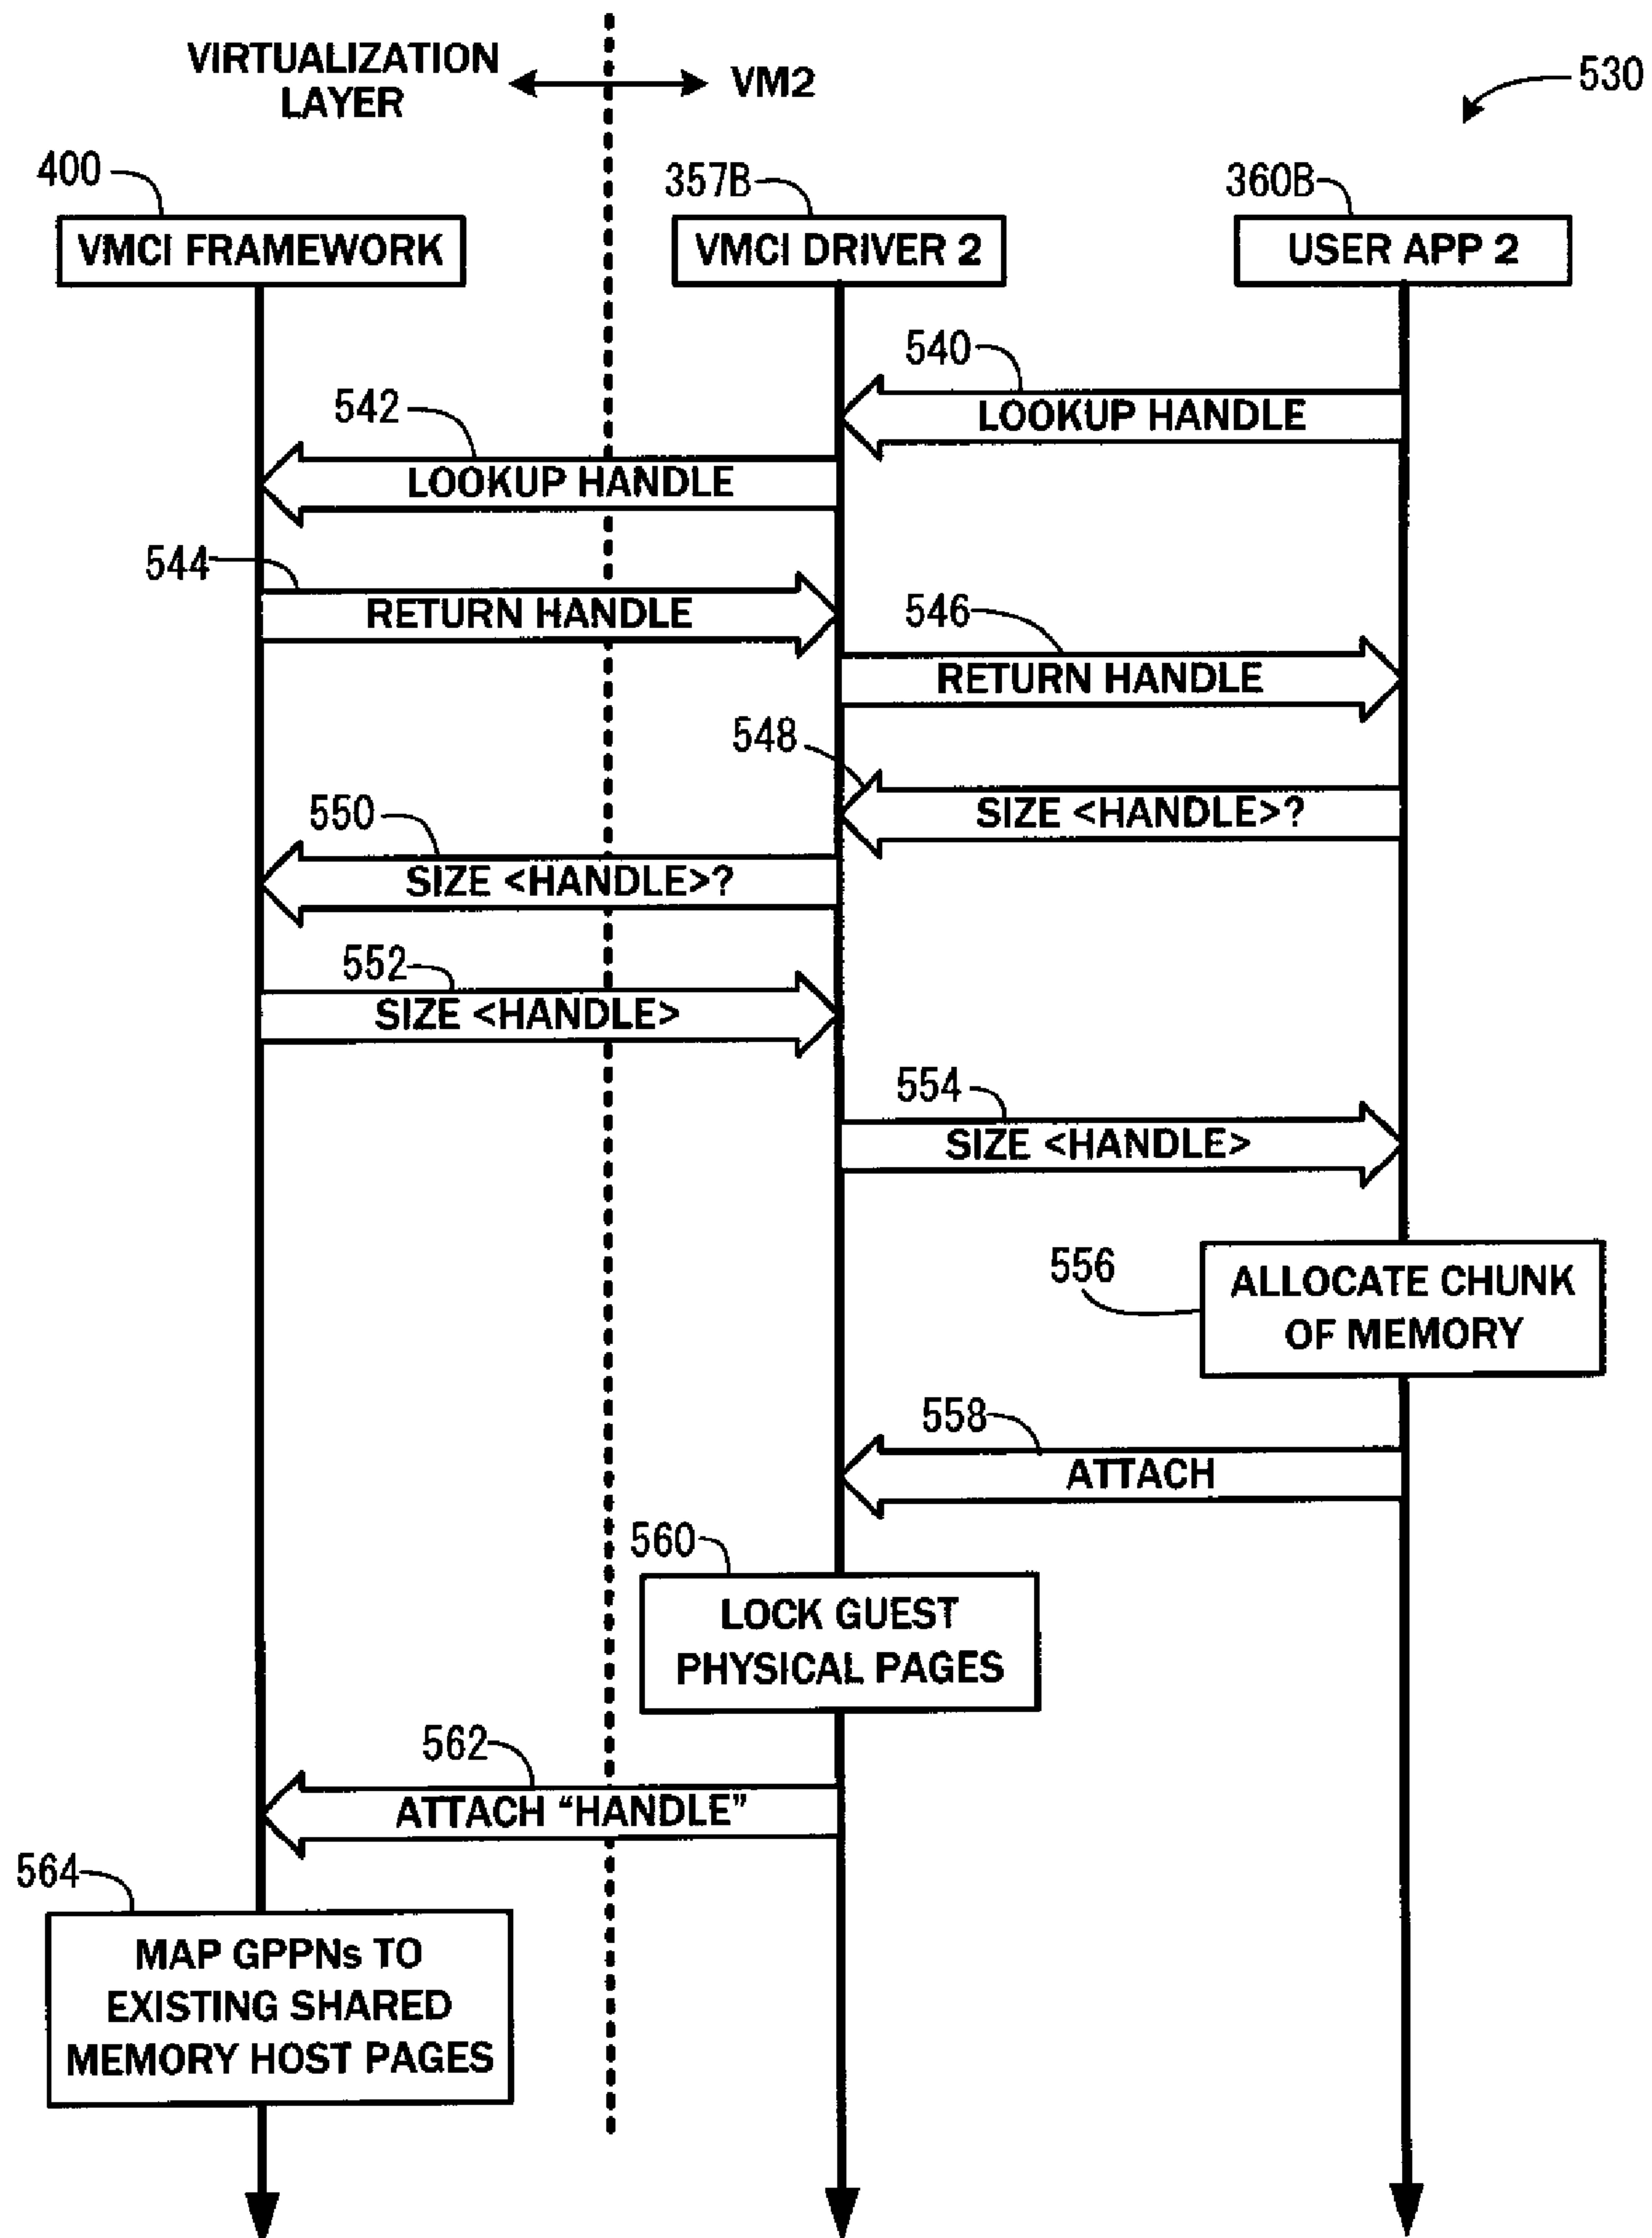 VIRTUALIZATION
LAYER
VM2
530
400
357B
360B
VMCI FRAMEWORK
VMCI DRIVER 2
USER APP 2
540
LOOKUP HANDLE
542
LOOKUP HANDLE
544
RETURN HANDLE
546
RETURN HANDLE
548
SIZE <HANDLE>?
550
SIZE <HANDLE>?
552
SIZE <HANDLE>
554
SIZE <HANDLE>
556
ALLOCATE CHUNK
OF MEMORY
558
ATTACH
560
LOCK GUEST
PHYSICAL PAGES
562
ATTACH “HANDLE”
564
MAP GPPNs TO
EXISTING SHARED
MEMORY HOST PAGES